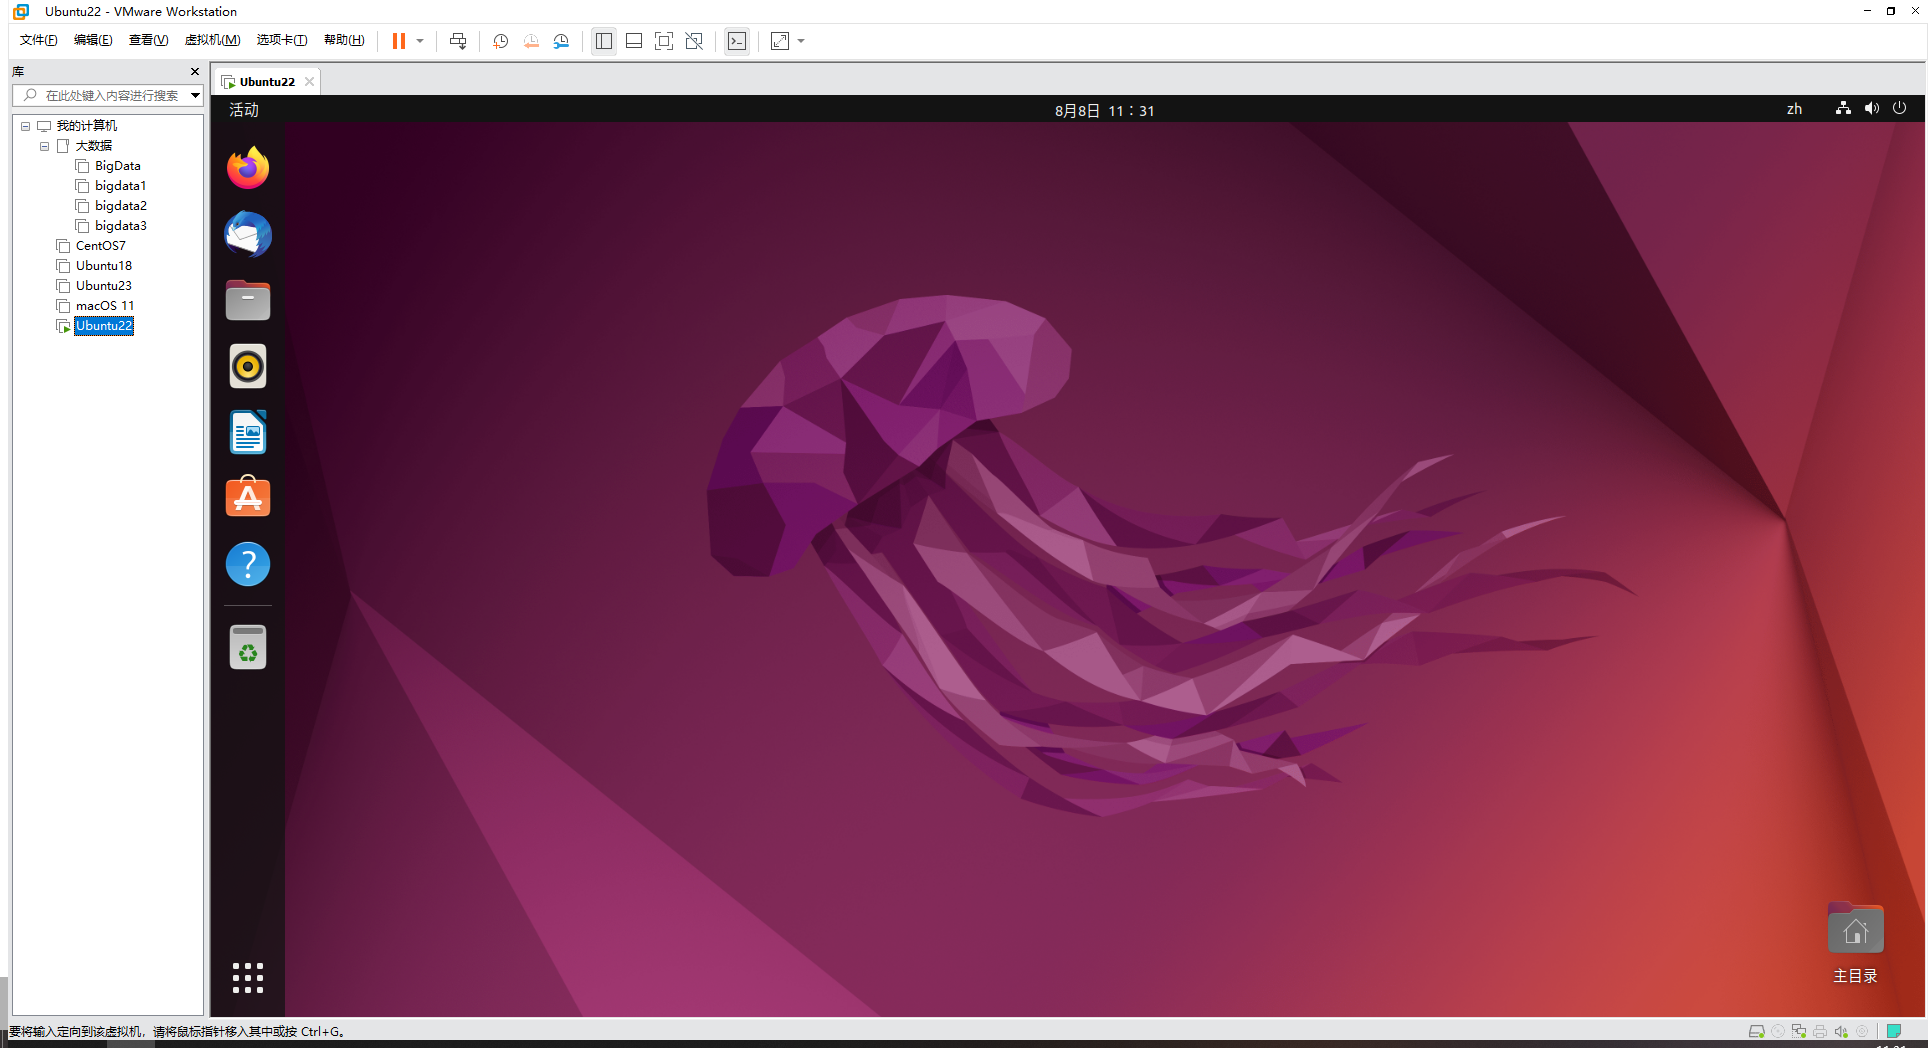 Ubuntu22 - VMware Workstation
文件(F) 编辑(E) 查看(V) 虚拟机(M) 选项卡(T) 帮助(H)
库
在此处键入内容进行搜索
我的计算机
大数据
BigData
bigdata1
bigdata2
bigdata3
CentOS7
Ubuntu18
Ubuntu23
macOS 11
Ubuntu22
Ubuntu22
活动
8月8日 11：31
zh
主目录
要将输入定向到该虚拟机，请将鼠标指针移入其中或按 Ctrl+G。